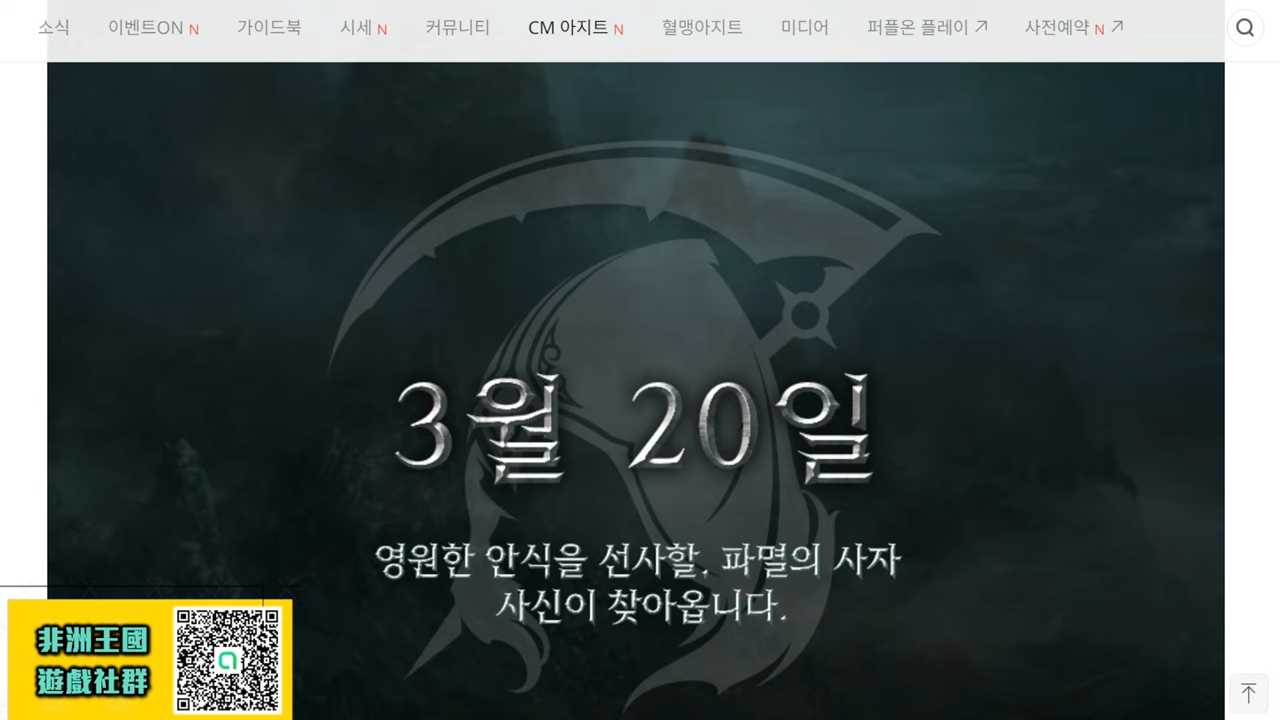 소식 이벤트ON N 가이드북 시세 N 커뮤니티 CM 아지트 N 혈맹아지트 미디어 퍼플온 플레이 사전예약 N
3월 20일
영원한 안식을 선사할, 파멸의 사자
사신이 찾아옵니다.
非洲王國
遊戲社群